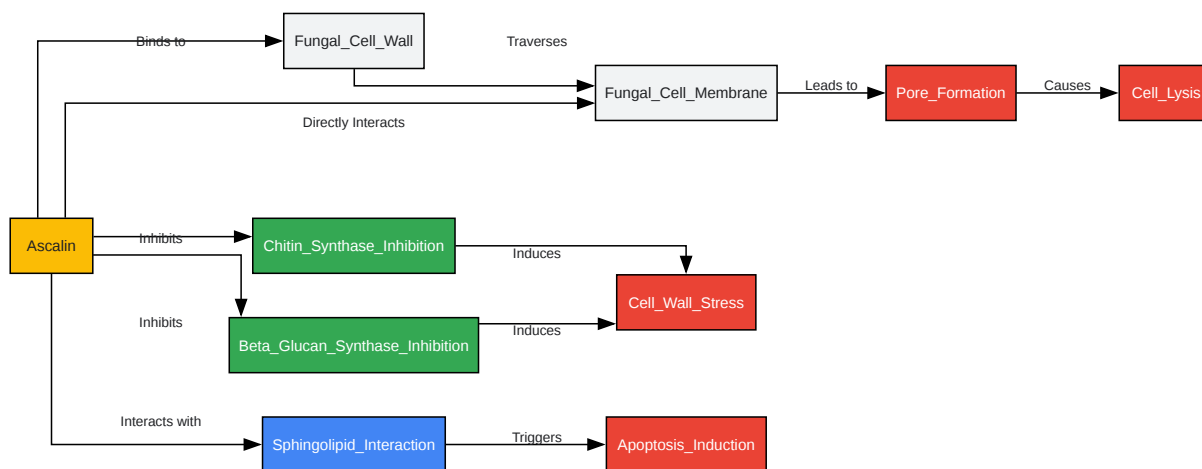 Binds to
Fungal_Cell_Wall
Traverses
Fungal_Cell_Membrane
Leads to
Pore_Formation
Causes
Cell_Lysis
Directly Interacts
Ascalin
Inhibits
Chitin_Synthase_Inhibition
Induces
Cell_Wall_Stress
Inhibits
Beta_Glucan_Synthase_Inhibition
Induces
Interacts with
Sphingolipid_Interaction
Triggers
Apoptosis_Induction